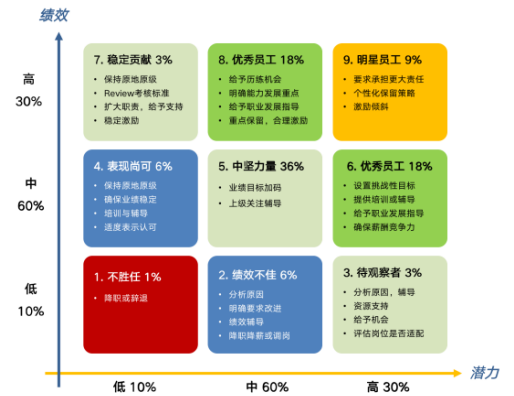 绩效
高
30%
7. 稳定贡献 3%
• 保持原地原级
• Review考核标准
• 扩大职责，给予支持
• 稳定激励
8. 优秀员工 18%
• 给予历练机会
• 明确能力发展重点
• 给予职业发展指导
• 重点保留，合理激励
9. 明星员工 9%
• 要求承担更大责任
• 个性化保留策略
• 激励倾斜
中
60%
4. 表现尚可 6%
• 保持原地原级
• 确保业绩稳定
• 培训与辅导
• 适度表示认可
5. 中坚力量 36%
• 业绩目标加码
• 上级关注辅导
6. 优秀员工 18%
• 设置挑战性目标
• 提供培训或辅导
• 给予职业发展指导
• 确保薪酬竞争力
低
10%
1. 不胜任 1%
• 降职或辞退
2. 绩效不佳 6%
• 分析原因
• 明确要求改进
• 绩效辅导
• 降职降薪或调岗
3. 待观察者 3%
• 分析原因，辅导
• 资源支持
• 给予机会
• 评估岗位是否适配
潜力
低 10%
中 60%
高 30%